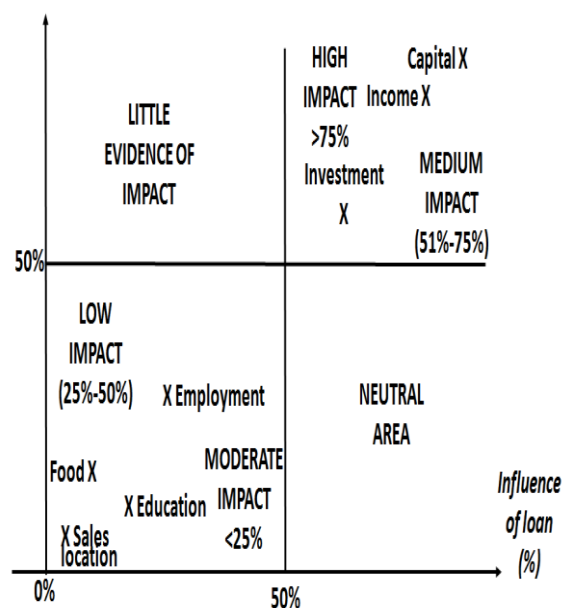 LITTLE
EVIDENCE OF
IMPACT
HIGH
IMPACT
>75%
Capital X
Income X
Investment
X
MEDIUM
IMPACT
(51%-75%)
50%
LOW
IMPACT
(25%-50%)
X Employment
NEUTRAL
AREA
Food X
X Education
MODERATE
IMPACT
<25%
X Sales
location
Influence
of loan
(%)
0%
50%